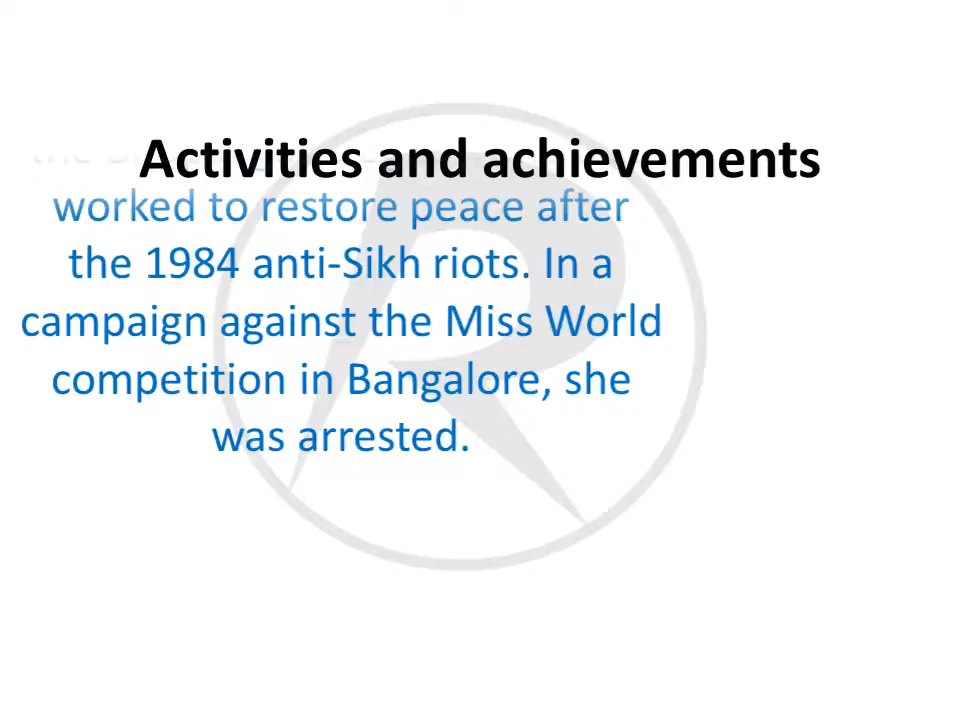 Activities and achievements
worked to restore peace after
the 1984 anti-Sikh riots. In a
campaign against the Miss World
competition in Bangalore, she
was arrested.